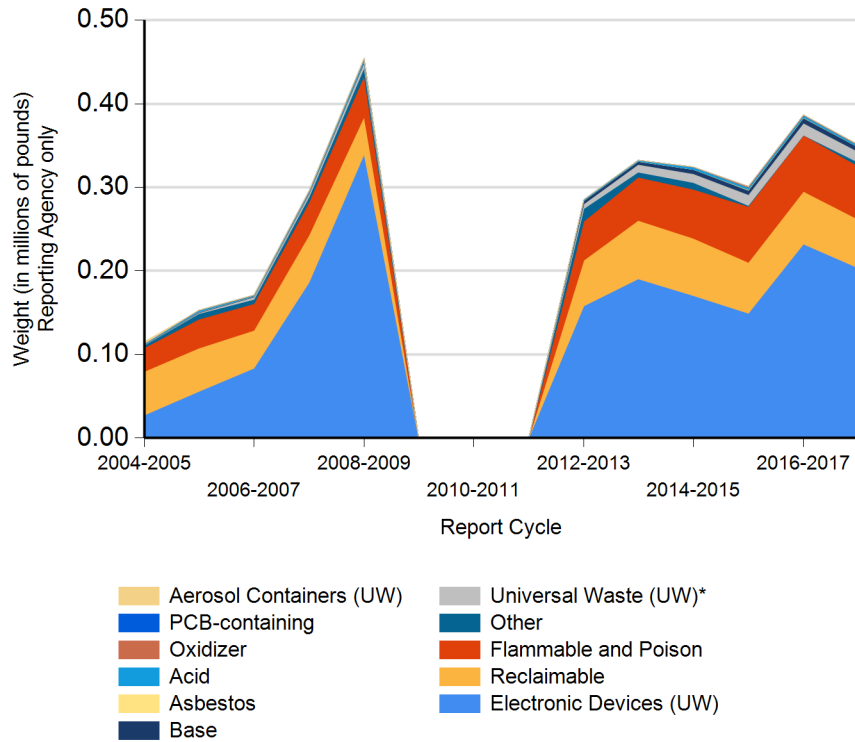 0.50
0.40
0.30
0.20
0.10
0.00
Weight (in millions of pounds)
Reporting Agency only
2004-2005
2008-2009
2012-2013
2016-2017
2006-2007
2010-2011
2014-2015
Report Cycle
Aerosol Containers (UW)
PCB-containing
Oxidizer
Acid
Asbestos
Base
Universal Waste (UW)*
Other
Flammable and Poison
Reclaimable
Electronic Devices (UW)